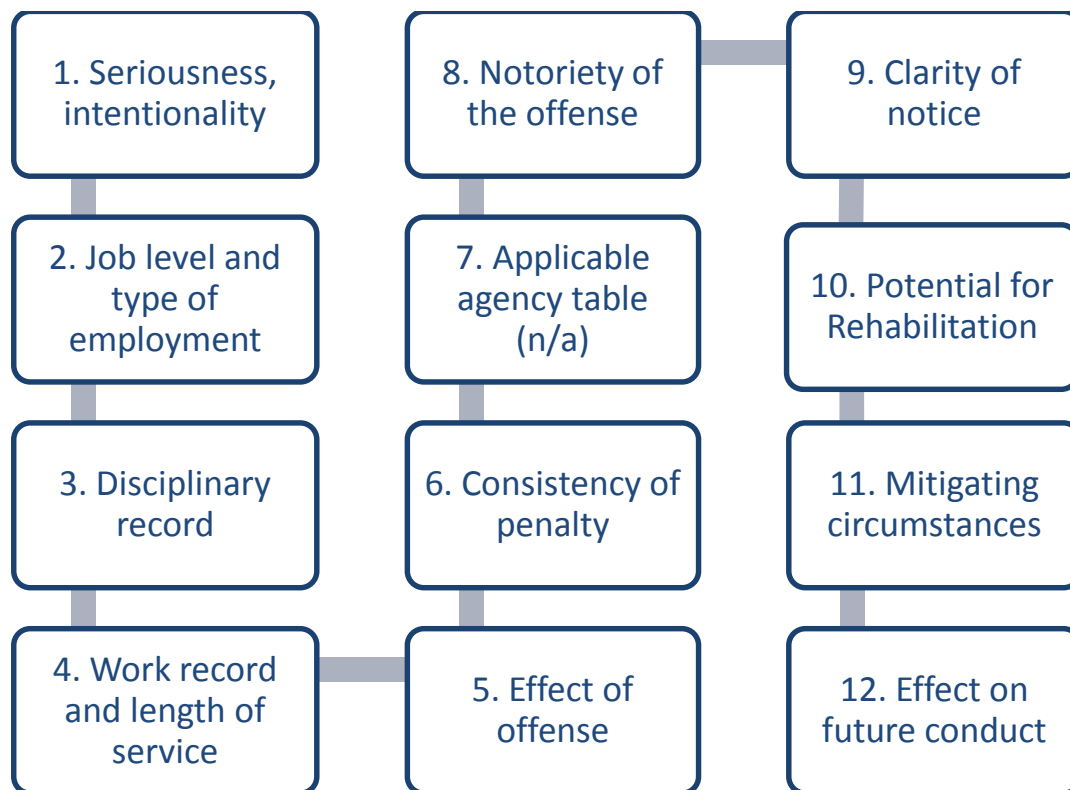 1. Seriousness,
intentionality
2. Job level and
type of
employment
3. Disciplinary
record
4. Work record
and length of
service
5. Effect of
offense
6. Consistency of
penalty
7. Applicable
agency table
(n/a)
8. Notoriety of
the offense
9. Clarity of
notice
10. Potential for
Rehabilitation
11. Mitigating
circumstances
12. Effect on
future conduct